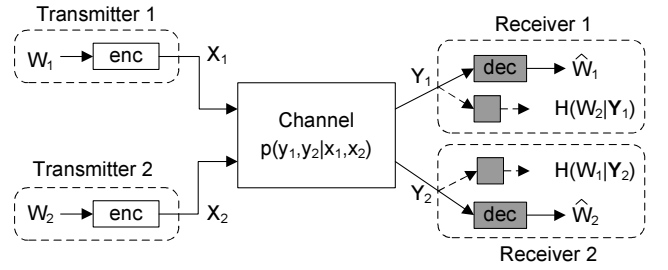 Transmitter 1
W₁ enc X₁
Transmitter 2
W₂ enc X₂
Channel
p(y₁,y₂|x₁,x₂)
Receiver 1
Y₁ dec Ŵ₁
H(W₂|Y₁)
H(W₁|Y₂)
Y₂ dec Ŵ₂
Receiver 2